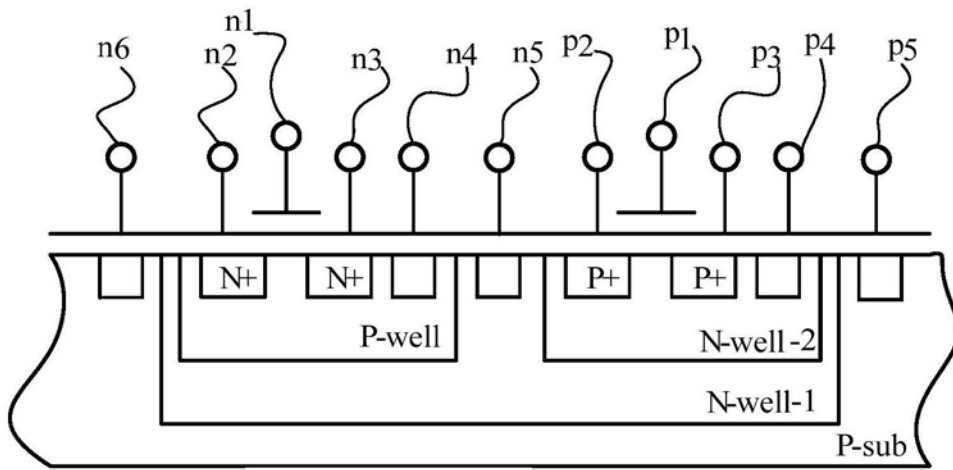 n6
n2
n1
n3
n4
n5
p2
p1
p3
p4
p5
N+
N+
P+
P+
P-well
N-well-2
N-well-1
P-sub